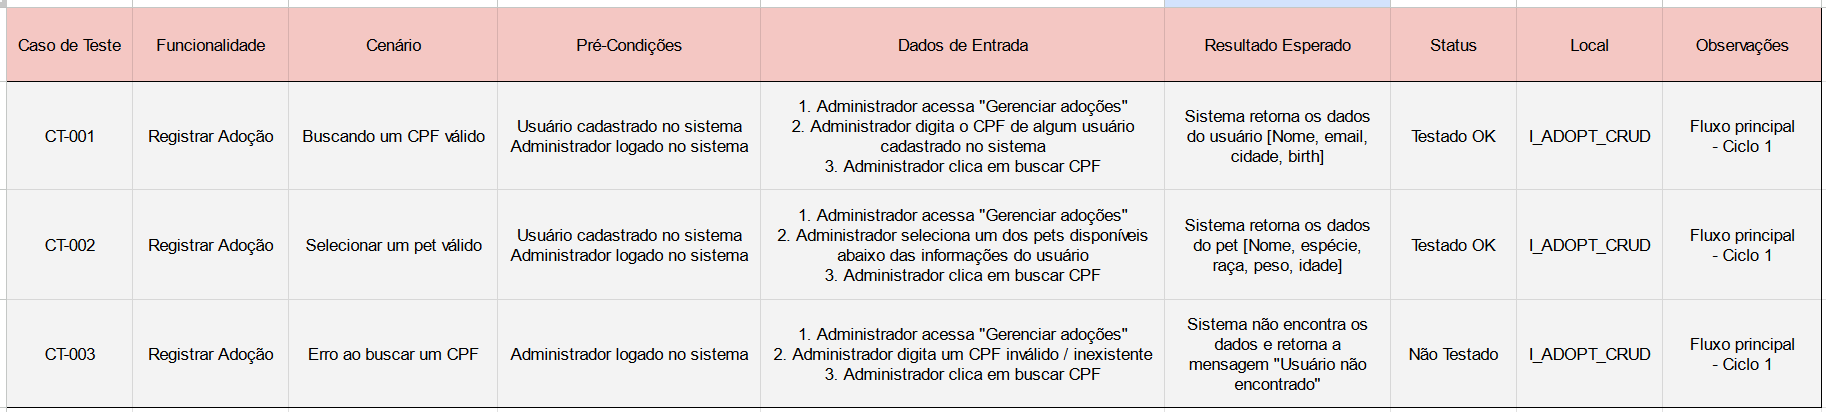 Caso de Teste
Funcionalidade
Cenário
Pré-Condições
Dados de Entrada
Resultado Esperado
Status
Local
Observações
CT-001
Registrar Adoção
Buscando um CPF válido
Usuário cadastrado no sistema
Administrador logado no sistema
1. Administrador acessa "Gerenciar adoções"
2. Administrador digita o CPF de algum usuário
cadastrado no sistema
3. Administrador clica em buscar CPF
Sistema retorna os dados
do usuário [Nome, email,
cidade, birth]
Testado OK
I_ADOPT_CRUD
Fluxo principal
- Ciclo 1
CT-002
Registrar Adoção
Selecionar um pet válido
Usuário cadastrado no sistema
Administrador logado no sistema
1. Administrador acessa "Gerenciar adoções"
2. Administrador seleciona um dos pets disponíveis
abaixo das informações do usuário
3. Administrador clica em buscar CPF
Sistema retorna os dados
do pet [Nome, espécie,
raça, peso, idade]
Testado OK
I_ADOPT_CRUD
Fluxo principal
- Ciclo 1
CT-003
Registrar Adoção
Erro ao buscar um CPF
Administrador logado no sistema
1. Administrador acessa "Gerenciar adoções"
2. Administrador digita um CPF inválido / inexistente
3. Administrador clica em buscar CPF
Sistema não encontra os
dados e retorna a
mensagem "Usuário não
encontrado"
Não Testado
I_ADOPT_CRUD
Fluxo principal
- Ciclo 1